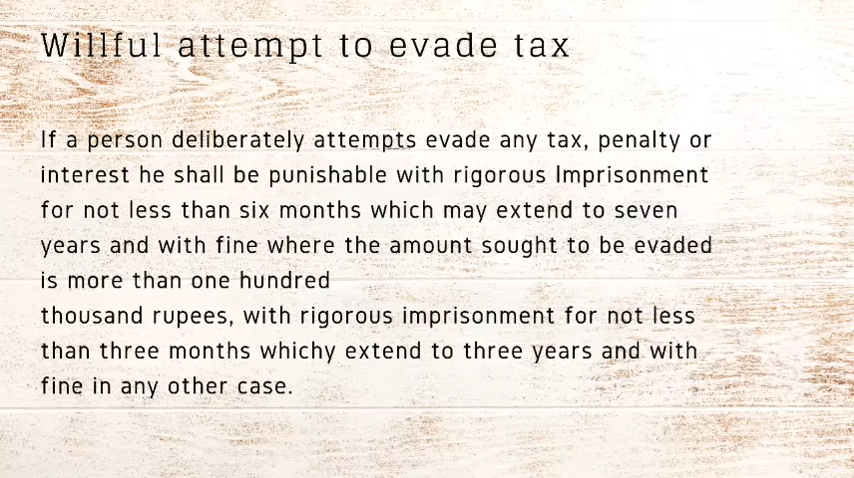 Willful attempt to evade tax
If a person deliberately attempts evade any tax, penalty or
interest he shall be punishable with rigorous Imprisonment
for not less than six months which may extend to seven
years and with fine where the amount sought to be evaded
is more than one hundred
thousand rupees, with rigorous imprisonment for not less
than three months whichy extend to three years and with
fine in any other case.